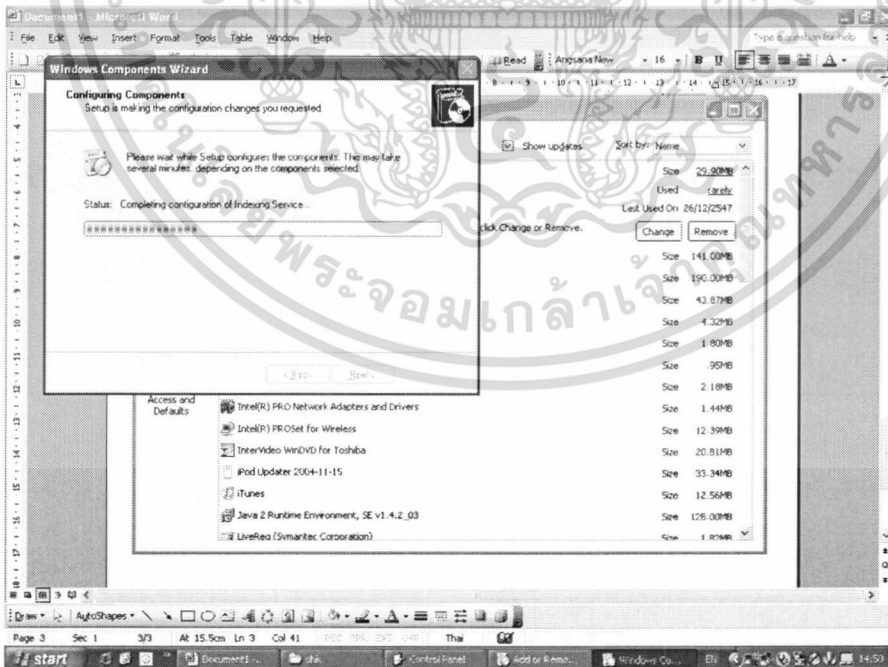 Document1 - Microsoft Word
File Edit View Insert Format Tools Table Window Help
Type a question for help
Read Angsana New 16 B U A
Windows Components Wizard
Configuring Components
Setup is making the configuration changes you requested.
Please wait while Setup configures the components. This may take
several minutes, depending on the components selected.
Status: Completing configuration of Indexing Service...
< Back Next >
Show updates Sort by: Name
Size 29.90MB
Used rarely
Last Used On 26/12/2547
click Change or Remove. Change Remove
Size 141.00MB
Size 190.00MB
Size 43.87MB
Size 4.32MB
Size 1.80MB
Size .95MB
Size 2.18MB
Access and
Defaults
Intel(R) PRO Network Adapters and Drivers Size 1.44MB
Intel(R) PROSet for Wireless Size 12.39MB
InterVideo WinDVD for Toshiba Size 20.81MB
iPod Updater 2004-11-15 Size 33.34MB
iTunes Size 12.56MB
Java 2 Runtime Environment, SE v1.4.2_03 Size 128.00MB
LiveReg (Symantec Corporation) Size 1.82MB
พระจอมเกล้าเจ้าคุณทหาร
Draw AutoShapes
Page 3 Sec 1 3/3 At 15.5cm Ln 3 Col 41 REC TRK EXT OVR Thai
start Document1 -... Control Panel Add or Remo... Windows Co... EN 14:50